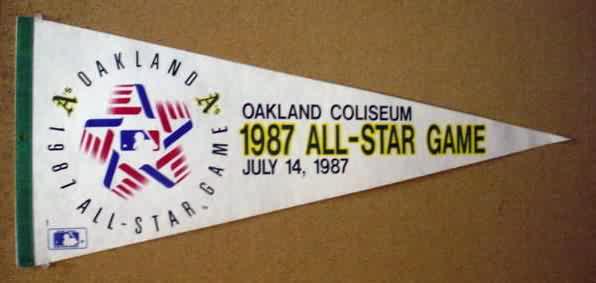 OAKLAND
A's A's
1987 ALL-STAR GAME
OAKLAND COLISEUM
1987 ALL-STAR GAME
JULY 14, 1987